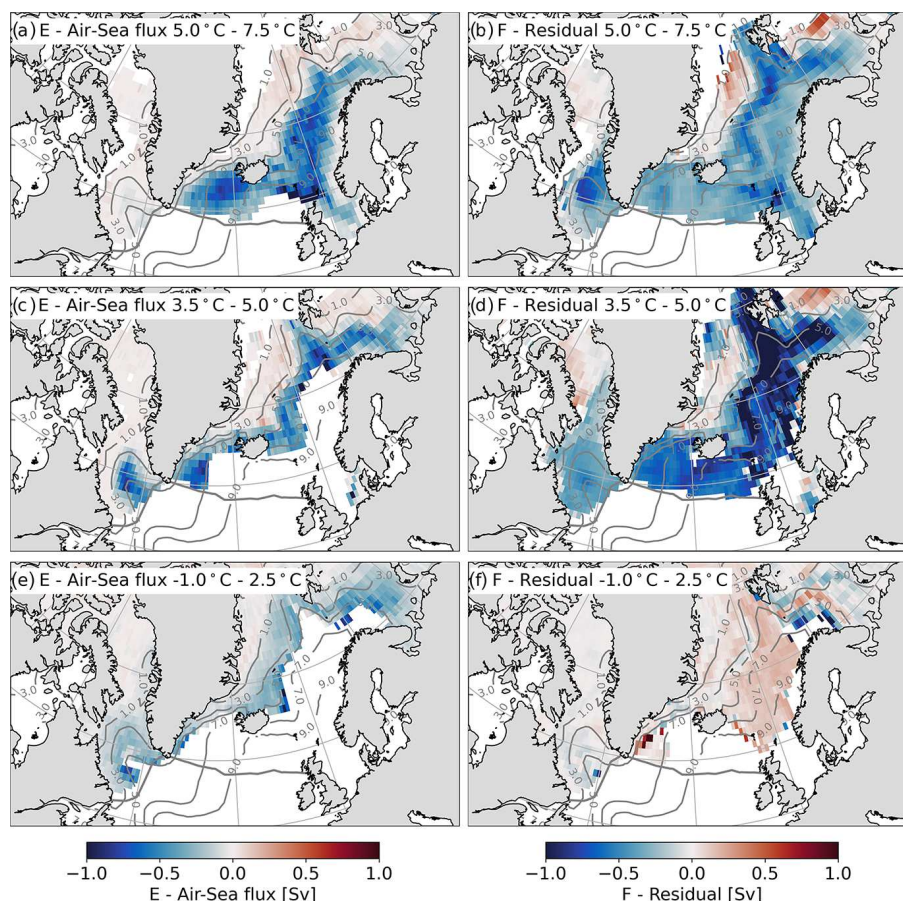 (a) E - Air-Sea flux 5.0°C - 7.5°C
(b) F - Residual 5.0°C - 7.5°C
(c) E - Air-Sea flux 3.5°C - 5.0°C
(d) F - Residual 3.5°C - 5.0°C
(e) E - Air-Sea flux -1.0°C - 2.5°C
(f) F - Residual -1.0°C - 2.5°C
−1.0 −0.5 0.0 0.5 1.0
E - Air-Sea flux [Sv]
−1.0 −0.5 0.0 0.5 1.0
F - Residual [Sv]